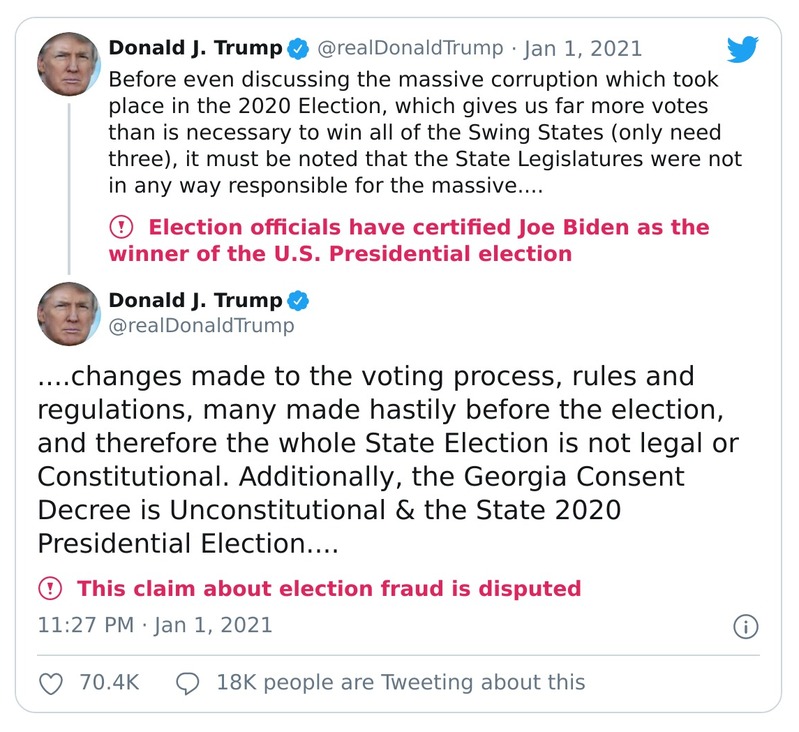 Donald J. Trump @realDonaldTrump · Jan 1, 2021
Before even discussing the massive corruption which took
place in the 2020 Election, which gives us far more votes
than is necessary to win all of the Swing States (only need
three), it must be noted that the State Legislatures were not
in any way responsible for the massive....
Election officials have certified Joe Biden as the
winner of the U.S. Presidential election
Donald J. Trump
@realDonaldTrump
....changes made to the voting process, rules and
regulations, many made hastily before the election,
and therefore the whole State Election is not legal or
Constitutional. Additionally, the Georgia Consent
Decree is Unconstitutional & the State 2020
Presidential Election....
This claim about election fraud is disputed
11:27 PM · Jan 1, 2021
70.4K 18K people are Tweeting about this